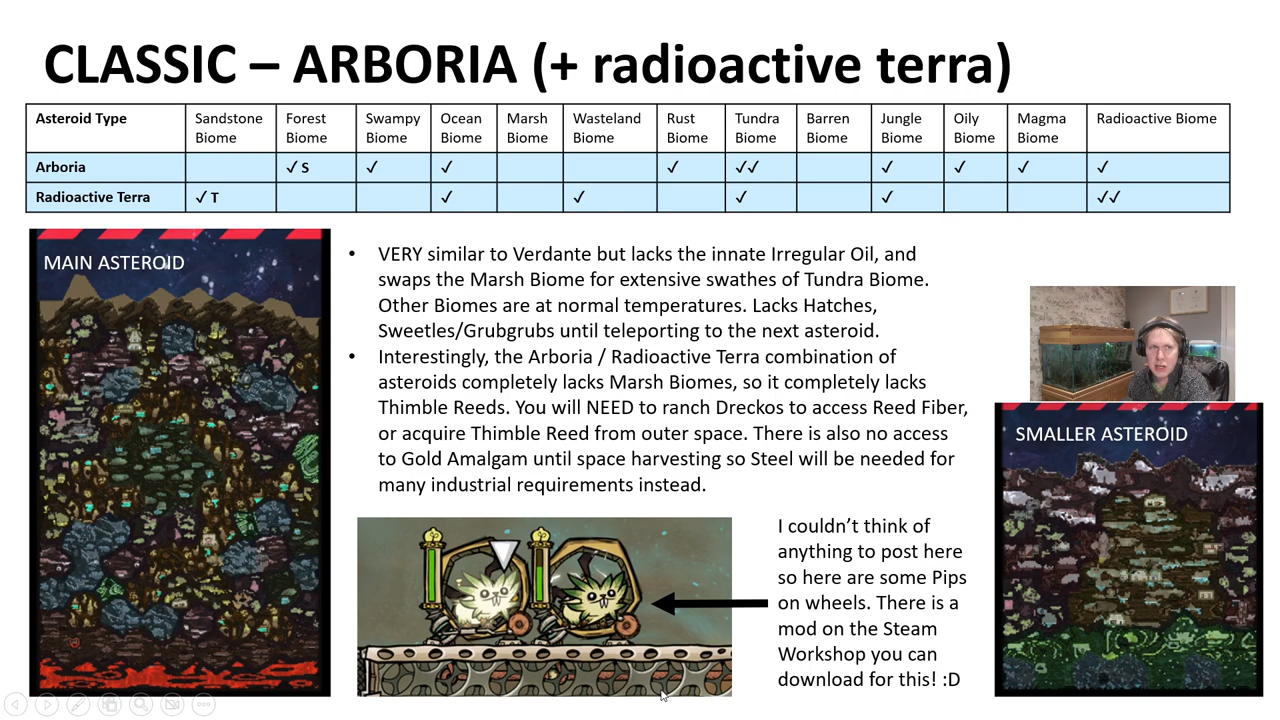 CLASSIC – ARBORIA (+ radioactive terra)
Asteroid Type Sandstone Biome Forest Biome Swampy Biome Ocean Biome Marsh Biome Wasteland Biome Rust Biome Tundra Biome Barren Biome Jungle Biome Oily Biome Magma Biome Radioactive Biome
Arboria ✓ S ✓ ✓ ✓ ✓✓ ✓ ✓ ✓ ✓
Radioactive Terra ✓ T ✓ ✓ ✓ ✓ ✓✓
MAIN ASTEROID
• VERY similar to Verdante but lacks the innate Irregular Oil, and
swaps the Marsh Biome for extensive swathes of Tundra Biome.
Other Biomes are at normal temperatures. Lacks Hatches,
Sweetles/Grubgrubs until teleporting to the next asteroid.
• Interestingly, the Arboria / Radioactive Terra combination of
asteroids completely lacks Marsh Biomes, so it completely lacks
Thimble Reeds. You will NEED to ranch Dreckos to access Reed Fiber,
or acquire Thimble Reed from outer space. There is also no access
to Gold Amalgam until space harvesting so Steel will be needed for
many industrial requirements instead.
I couldn't think of
anything to post here
so here are some Pips
on wheels. There is a
mod on the Steam
Workshop you can
download for this! :D
SMALLER ASTEROID